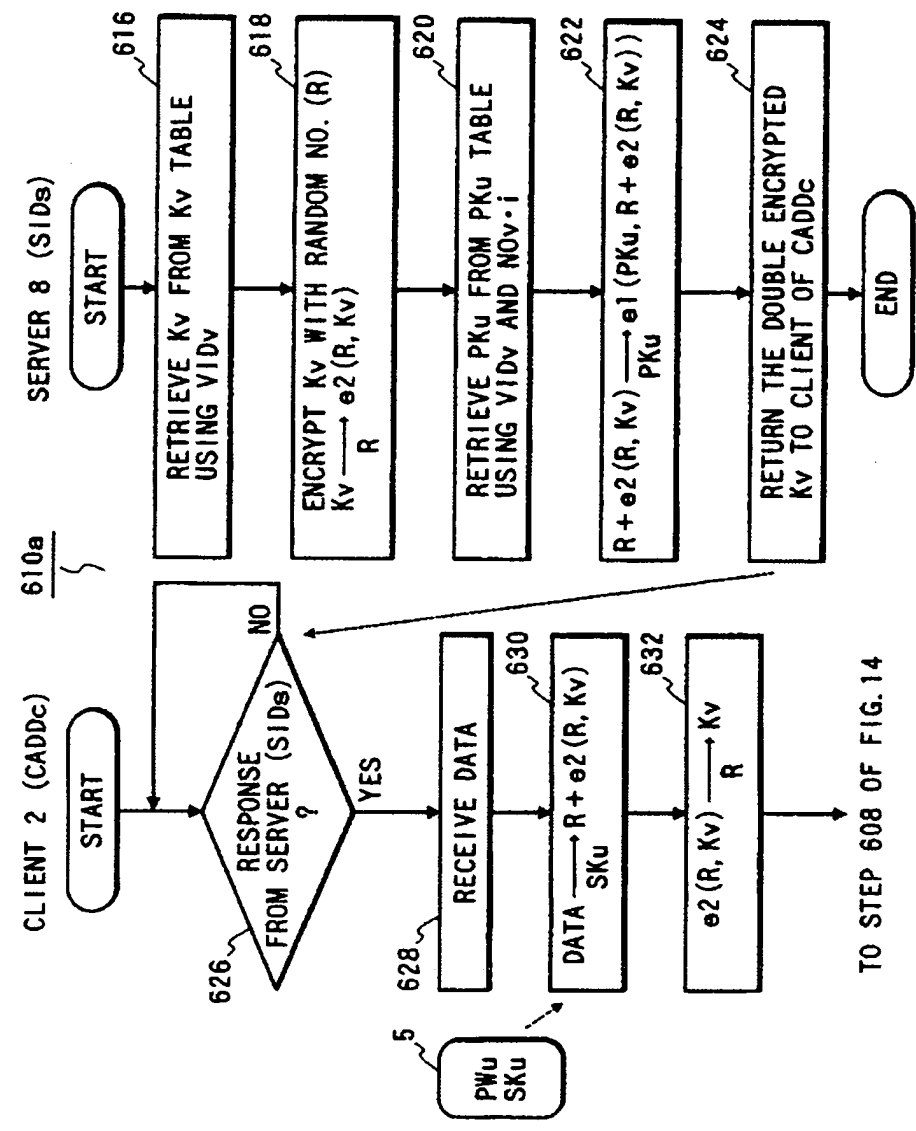 610a
CLIENT 2 (CADDc)
START
626
RESPONSE
FROM SERVER (SIDs)
?
NO
YES
628
RECEIVE DATA
5
PWu
SKu
630
DATA → R+e2(R, Kv)
SKu
632
e2(R, Kv) → Kv
R
TO STEP 608 OF FIG. 14
SERVER 8 (SIDs)
START
616
RETRIEVE Kv FROM Kv TABLE
USING VIDv
618
ENCRYPT Kv WITH RANDOM NO. (R)
Kv → e2(R, Kv)
R
620
RETRIEVE PKu FROM PKu TABLE
USING VIDv AND NOv·i
622
R+e2(R, Kv) → e1(PKu, R+e2(R, Kv)))
PKu
624
RETURN THE DOUBLE ENCRYPTED
Kv TO CLIENT OF CADDc
END